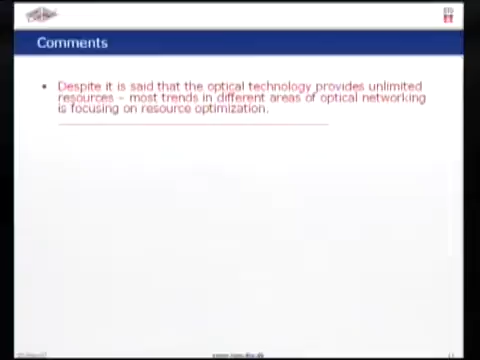 Comments
• Despite it is said that the optical technology provides unlimited
resources – most trends in different areas of optical networking
is focusing on resource optimization.